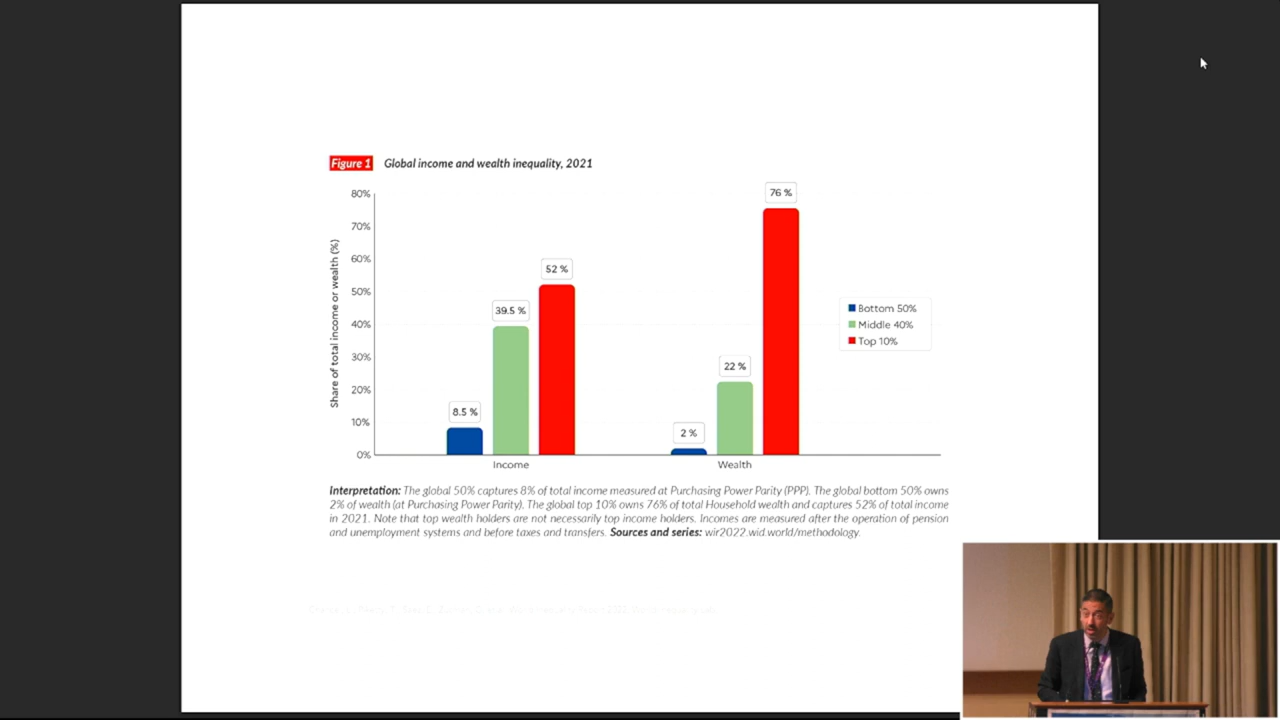 Figure 1 Global income and wealth inequality, 2021
80%
70%
60%
50%
40%
30%
20%
10%
0%
Share of total income or wealth (%)
8.5 %
39.5 %
52 %
2 %
22 %
76 %
Income
Wealth
Bottom 50%
Middle 40%
Top 10%
Interpretation: The global 50% captures 8% of total income measured at Purchasing Power Parity (PPP). The global bottom 50% owns
2% of wealth (at Purchasing Power Parity). The global top 10% owns 76% of total Household wealth and captures 52% of total income
in 2021. Note that top wealth holders are not necessarily top income holders. Incomes are measured after the operation of pension
and unemployment systems and before taxes and transfers. Sources and series: wir2022.wid.world/methodology.